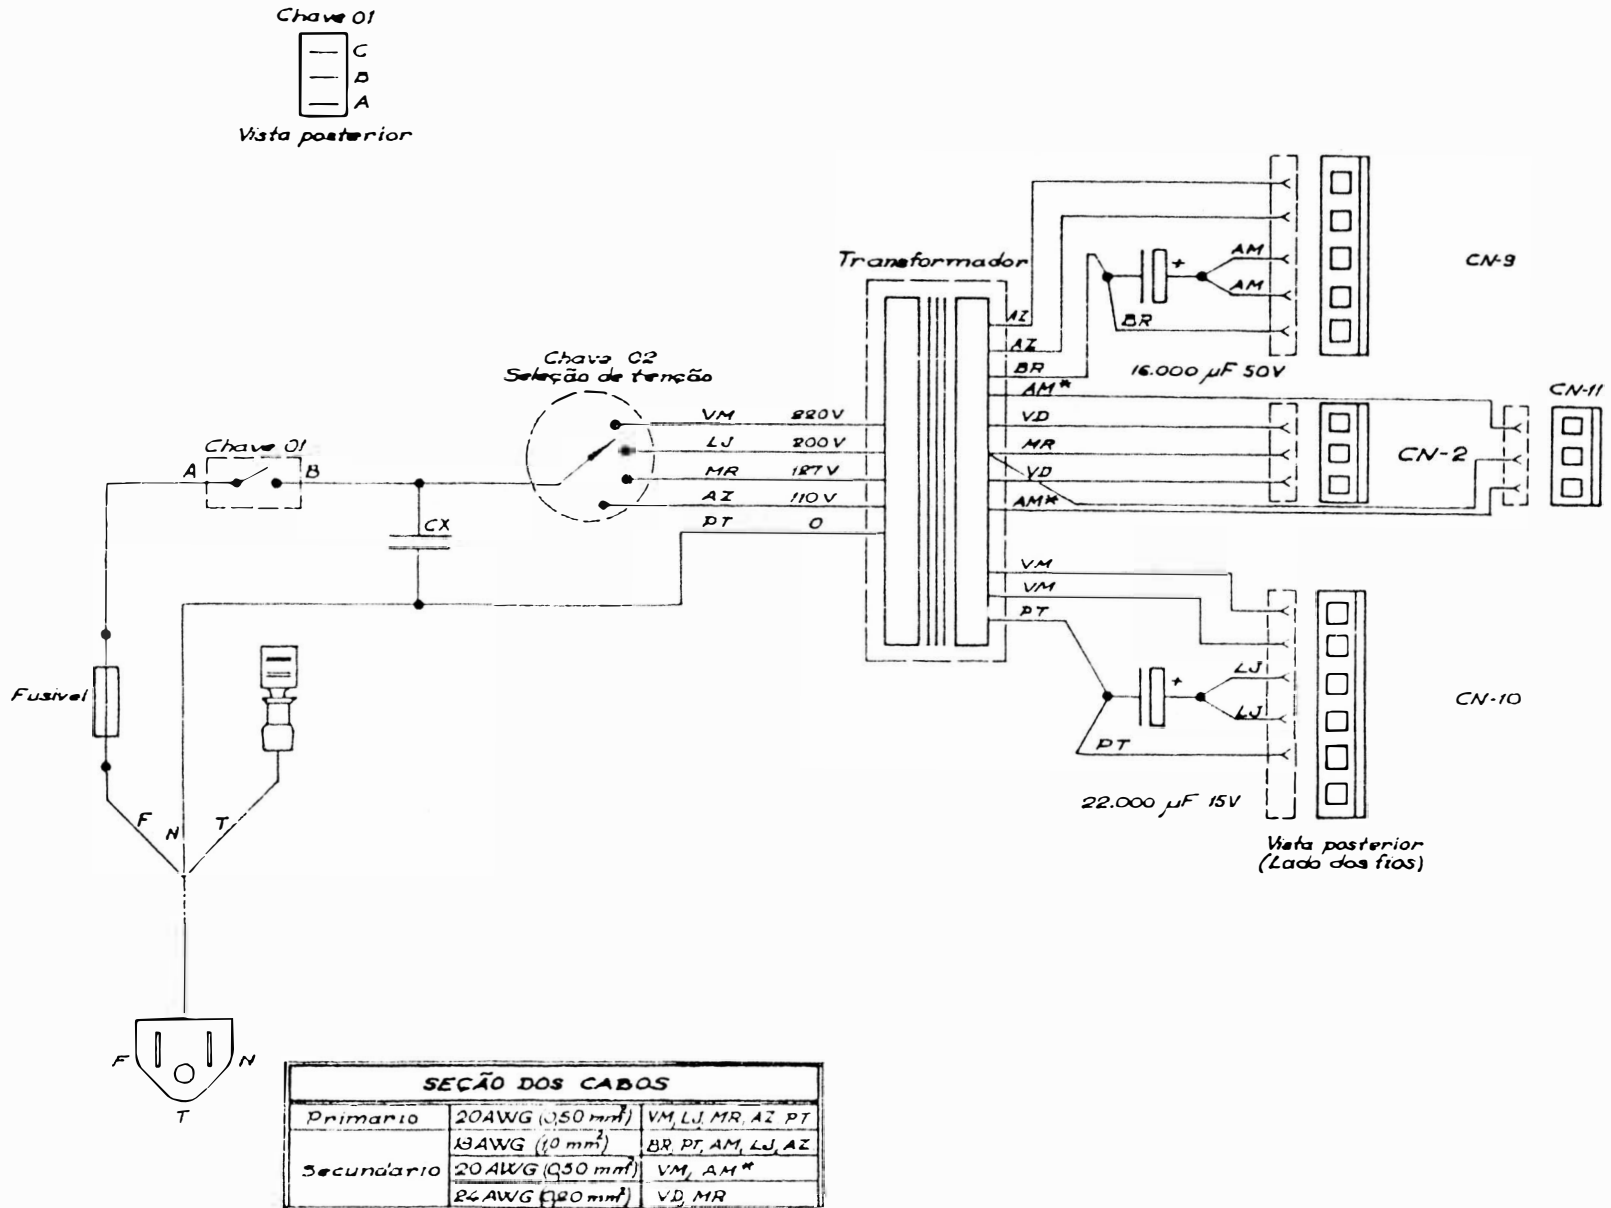 Chave 01
C
B
A
Vista posterior
Transformador
AM
AM
BR
CN-9
16.000 µF 50V
AZ
AZ
BR
AM*
VD
MR
VD
AM*
CN-11
CN-2
Chave 02
Seleção de tenção
VM 220V
LJ 200V
MR 127V
AZ 110V
PT 0
Chave 01
A
B
CX
VM
VM
PT
LJ
LJ
PT
CN-10
22.000 µF 15V
Vista posterior
(Lado dos fios)
Fusivel
F
N
T
F
N
T
SEÇÃO DOS CABOS
Primario 20AWG (0,50 mm²) VM, LJ, MR, AZ PT
Secundario 18AWG (1,0 mm²) BR, PT, AM, LJ, AZ
20AWG (0,50 mm²) VM, AM*
24AWG (0,20 mm²) VD, MR